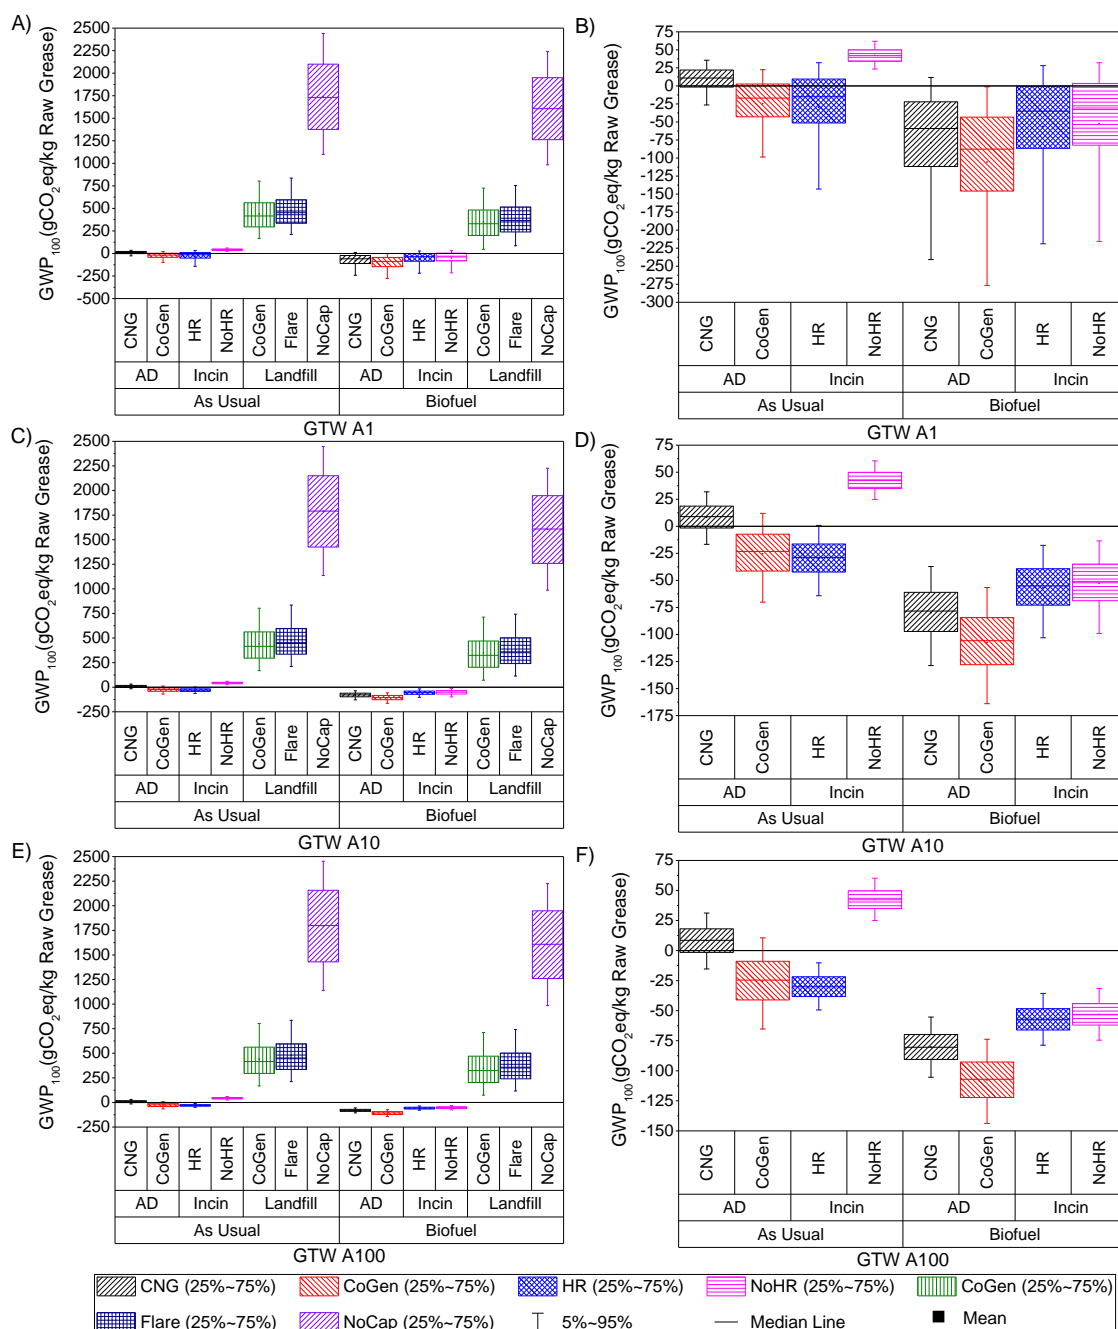 A)
GWP100(gCO2eq/kg Raw Grease)
2500
2250
2000
1750
1500
1250
1000
750
500
250
0
-250
-500
CNG CoGen HR NoHR CoGen Flare NoCap CNG CoGen HR NoHR CoGen Flare NoCap
AD Incin Landfill AD Incin Landfill
As Usual Biofuel
GTW A1
B)
GWP100(gCO2eq/kg Raw Grease)
75
50
25
0
-25
-50
-75
-100
-125
-150
-175
-200
-225
-250
-275
-300
CNG CoGen HR NoHR CNG CoGen HR NoHR
AD Incin AD Incin
As Usual Biofuel
GTW A1
C)
GWP100(gCO2eq/kg Raw Grease)
2500
2250
2000
1750
1500
1250
1000
750
500
250
0
-250
CNG CoGen HR NoHR CoGen Flare NoCap CNG CoGen HR NoHR CoGen Flare NoCap
AD Incin Landfill AD Incin Landfill
As Usual Biofuel
GTW A10
D)
GWP100(gCO2eq/kg Raw Grease)
75
50
25
0
-25
-50
-75
-100
-125
-150
-175
CNG CoGen HR NoHR CNG CoGen HR NoHR
AD Incin AD Incin
As Usual Biofuel
GTW A10
E)
GWP100(gCO2eq/kg Raw Grease)
2500
2250
2000
1750
1500
1250
1000
750
500
250
0
-250
CNG CoGen HR NoHR CoGen Flare NoCap CNG CoGen HR NoHR CoGen Flare NoCap
AD Incin Landfill AD Incin Landfill
As Usual Biofuel
GTW A100
F)
GWP100(gCO2eq/kg Raw Grease)
75
50
25
0
-25
-50
-75
-100
-125
-150
CNG CoGen HR NoHR CNG CoGen HR NoHR
AD Incin AD Incin
As Usual Biofuel
GTW A100
CNG (25%~75%) CoGen (25%~75%) HR (25%~75%) NoHR (25%~75%) CoGen (25%~75%)
Flare (25%~75%) NoCap (25%~75%) 5%~95% Median Line Mean